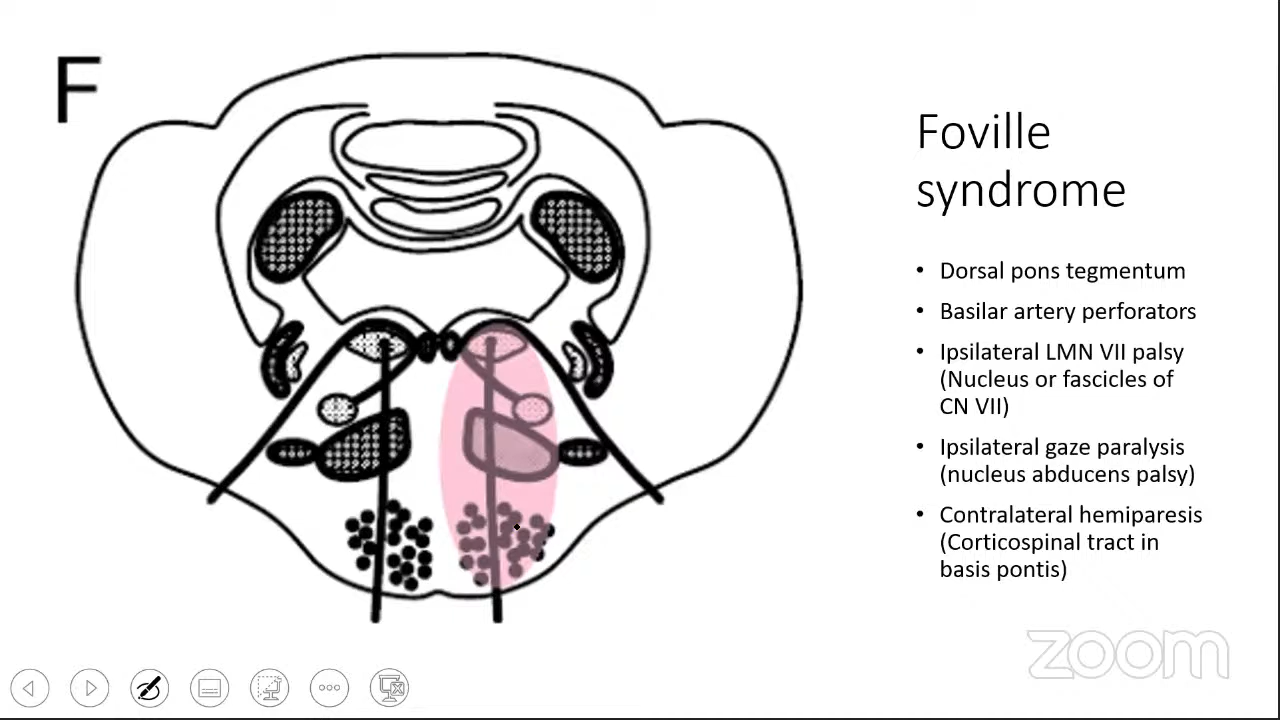 F
Foville
syndrome
• Dorsal pons tegmentum
• Basilar artery perforators
• Ipsilateral LMN VII palsy
(Nucleus or fascicles of
CN VII)
• Ipsilateral gaze paralysis
(nucleus abducens palsy)
• Contralateral hemiparesis
(Corticospinal tract in
basis pontis)
zoom